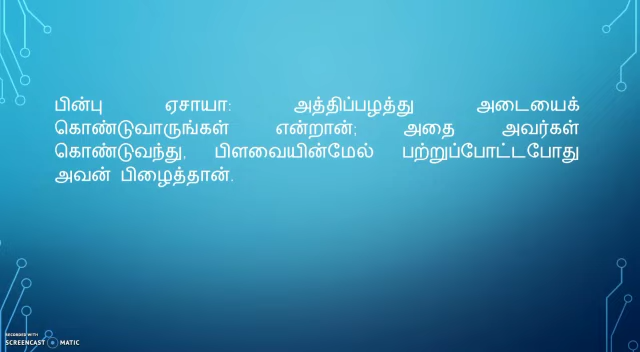 பின்பு ஏசாயா: அத்திப்பழத்து அடையைக்
கொண்டுவாருங்கள் என்றான்; அதை அவர்கள்
கொண்டுவந்து, பிளவையின்மேல் பற்றுப்போட்டபோது
அவன் பிழைத்தான்.
RECORDED WITH
SCREENCAST MATIC